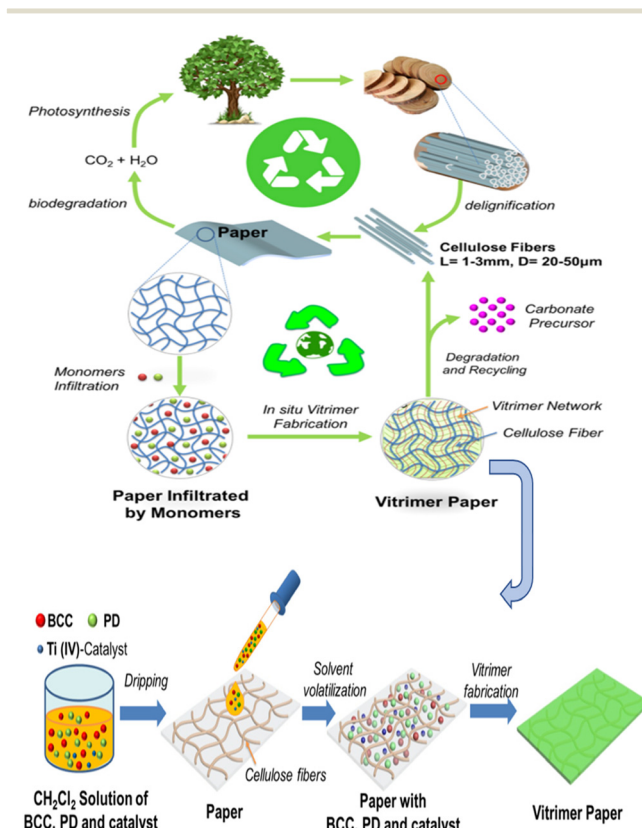 Photosynthesis
CO₂ + H₂O
biodegradation
delignification
Paper
Cellulose Fibers
L= 1-3mm, D= 20-50μm
Carbonate
Precursor
Degradation
and Recycling
Monomers
Infiltration
In situ Vitrimer
Fabrication
Vitrimer Network
Cellulose Fiber
Paper Infiltrated
by Monomers
Vitrimer Paper
BCC PD
Ti (IV)-Catalyst
Dripping
Solvent
volatilization
Vitrimer
fabrication
Cellulose fibers
CH₂Cl₂ Solution of
BCC, PD and catalyst
Paper
Paper with
BCC, PD and catalyst
Vitrimer Paper